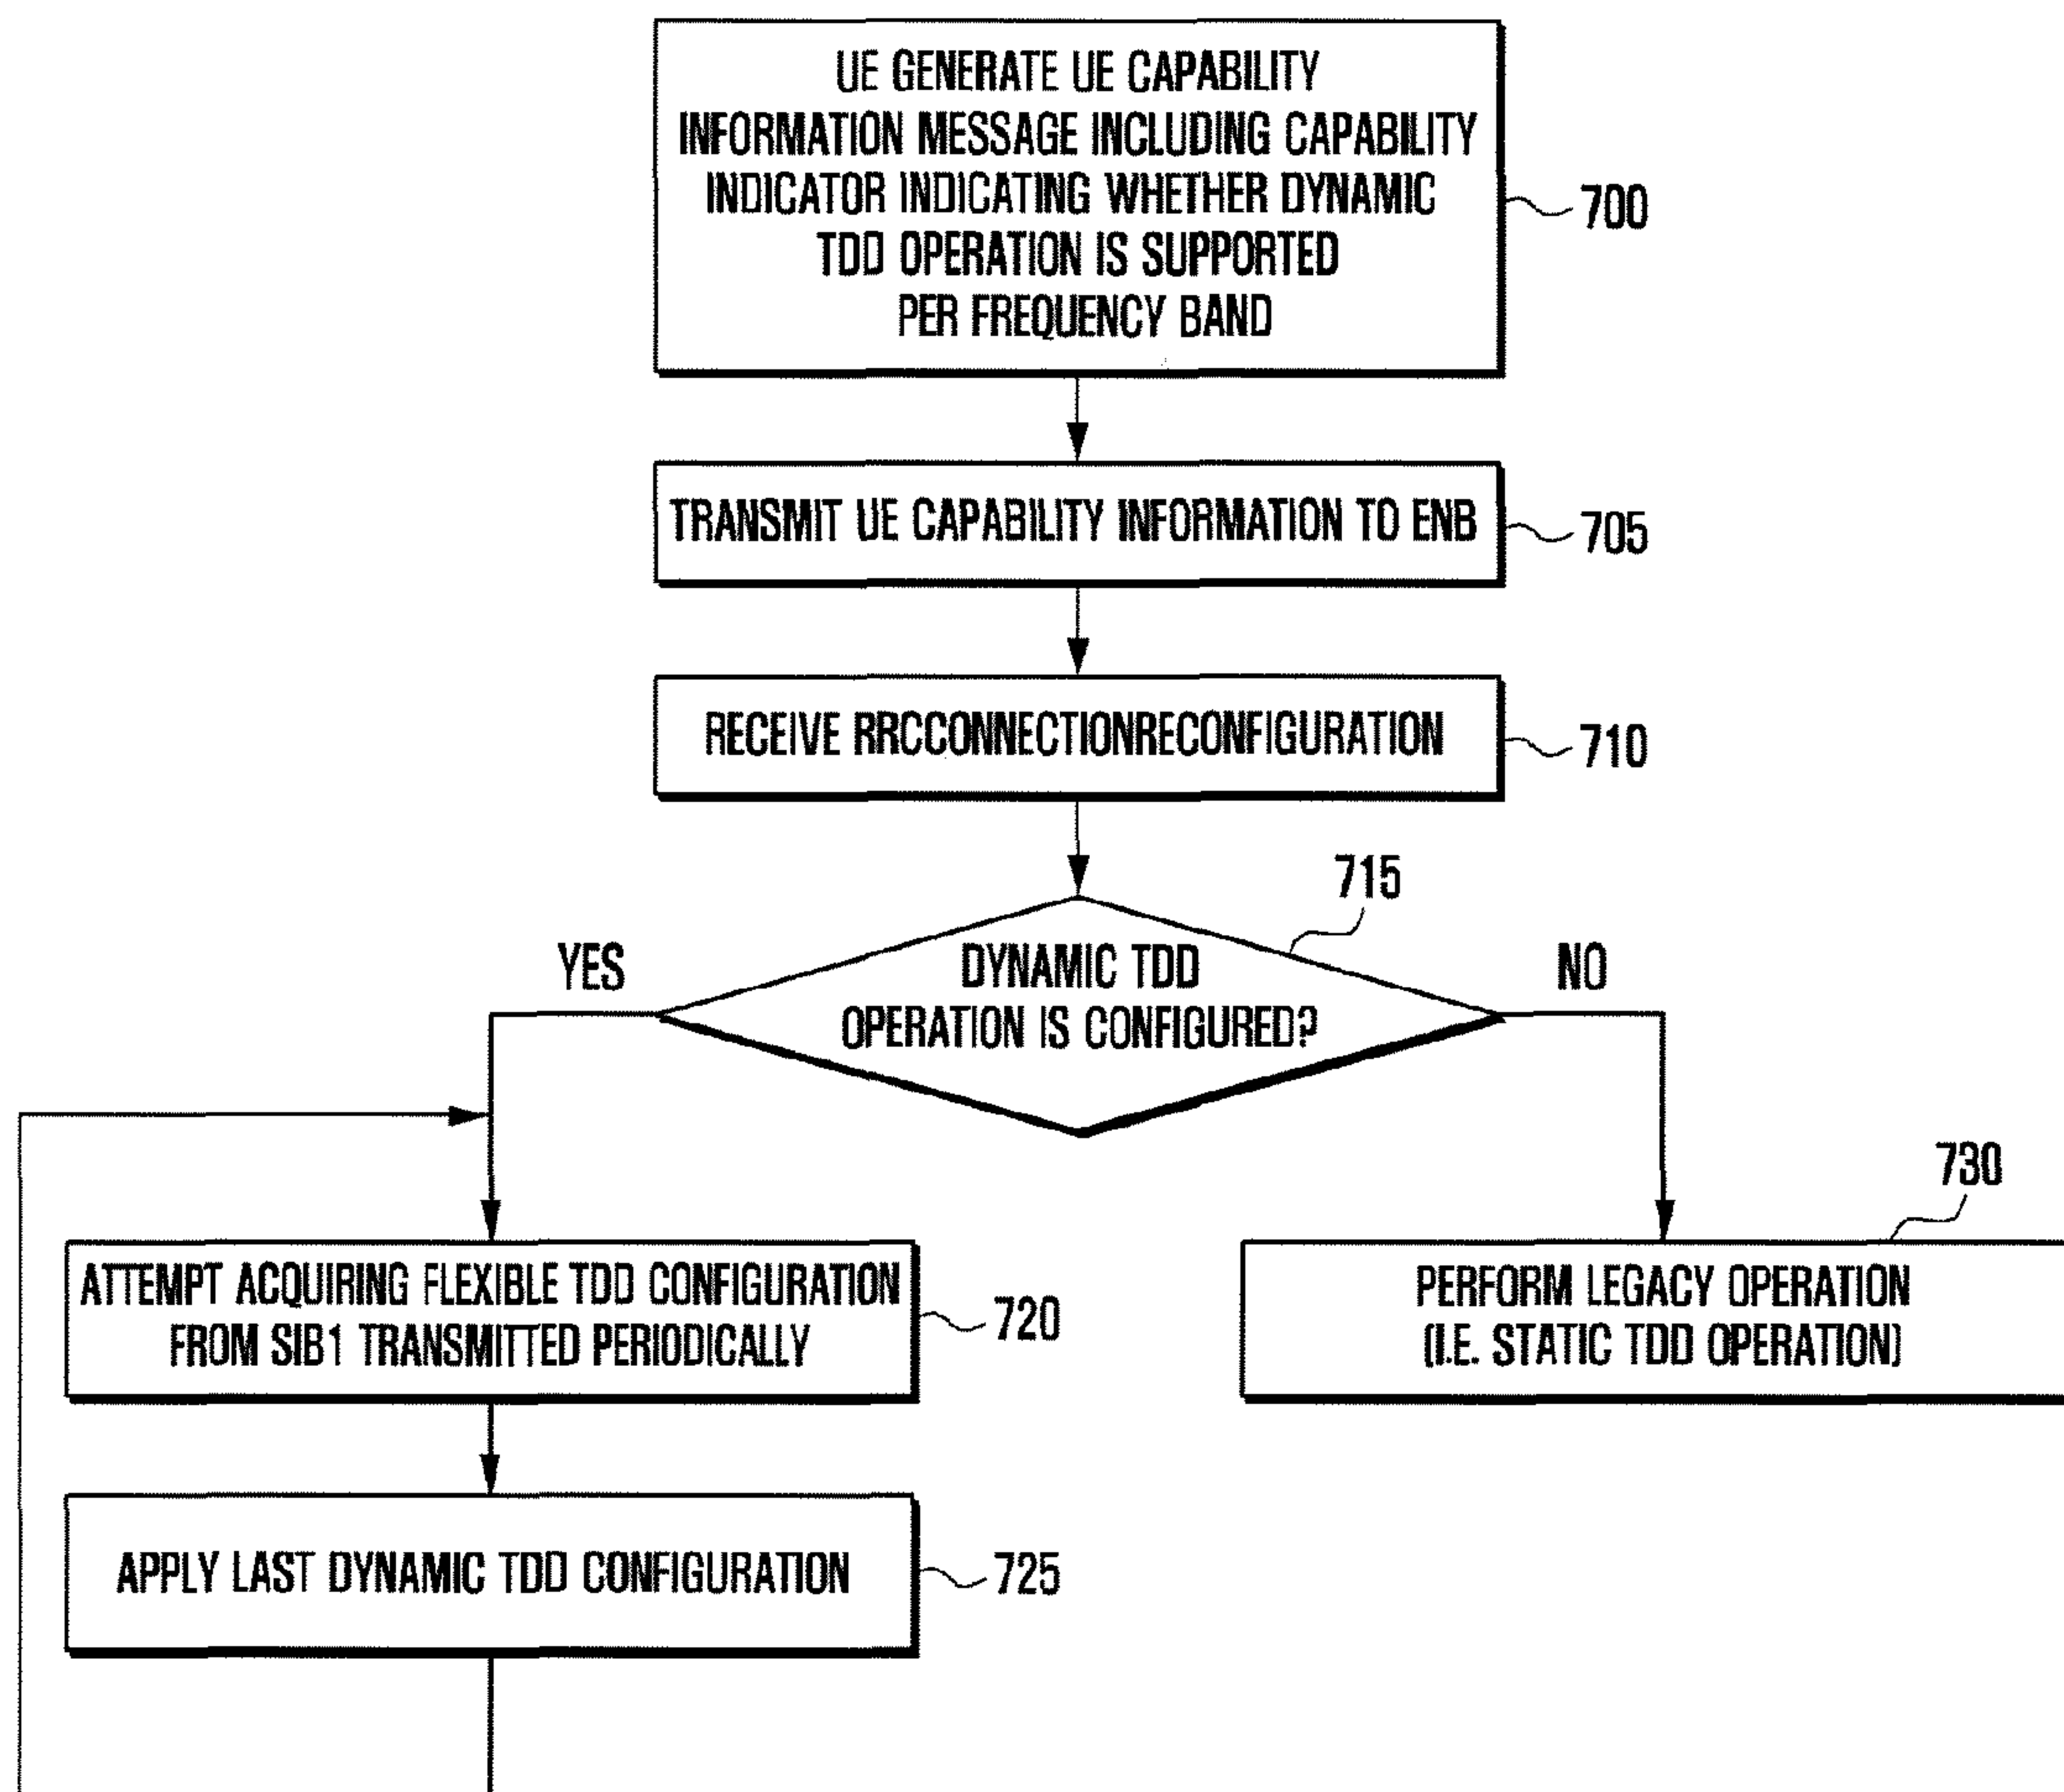 UE GENERATE UE CAPABILITY
INFORMATION MESSAGE INCLUDING CAPABILITY
INDICATOR INDICATING WHETHER DYNAMIC
TDD OPERATION IS SUPPORTED
PER FREQUENCY BAND
700
TRANSMIT UE CAPABILITY INFORMATION TO ENB
705
RECEIVE RRCCONNECTIONRECONFIGURATION
710
715
YES
DYNAMIC TDD
OPERATION IS CONFIGURED?
NO
730
ATTEMPT ACQUIRING FLEXIBLE TDD CONFIGURATION
FROM SIB1 TRANSMITTED PERIODICALLY
720
PERFORM LEGACY OPERATION
(I.E. STATIC TDD OPERATION)
APPLY LAST DYNAMIC TDD CONFIGURATION
725